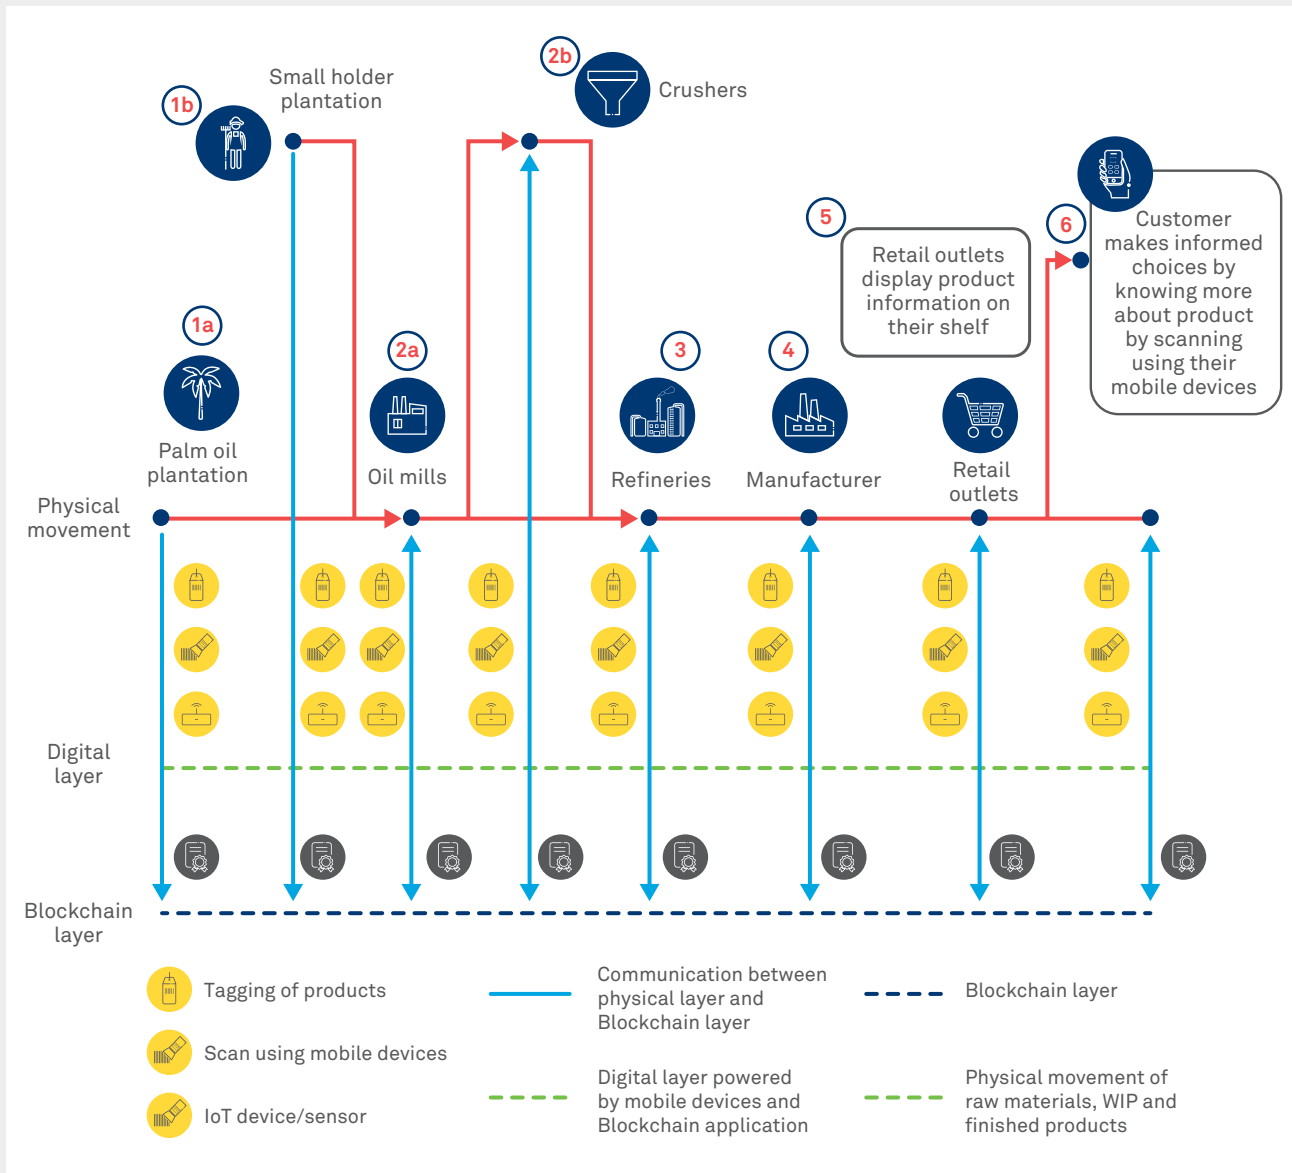 1b
Small holder
plantation
2b
Crushers
5
Retail outlets
display product
information on
their shelf
6
Customer
makes informed
choices by
knowing more
about product
by scanning
using their
mobile devices
1a
Palm oil
plantation
2a
Oil mills
3
Refineries
4
Manufacturer
Retail
outlets
Physical
movement
Digital
layer
Blockchain
layer
Tagging of products
Scan using mobile devices
IoT device/sensor
Communication between
physical layer and
Blockchain layer
Digital layer powered
by mobile devices and
Blockchain application
Blockchain layer
Physical movement of
raw materials, WIP and
finished products